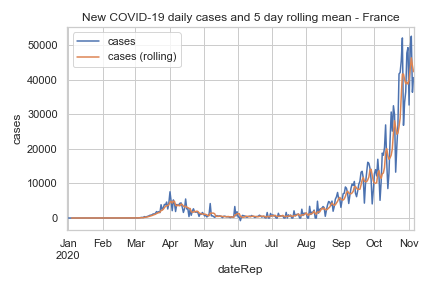 New COVID-19 daily cases and 5 day rolling mean - France
cases
cases (rolling)
50000
40000
30000
20000
10000
0
cases
Jan Feb Mar Apr May Jun Jul Aug Sep Oct Nov
2020
dateRep